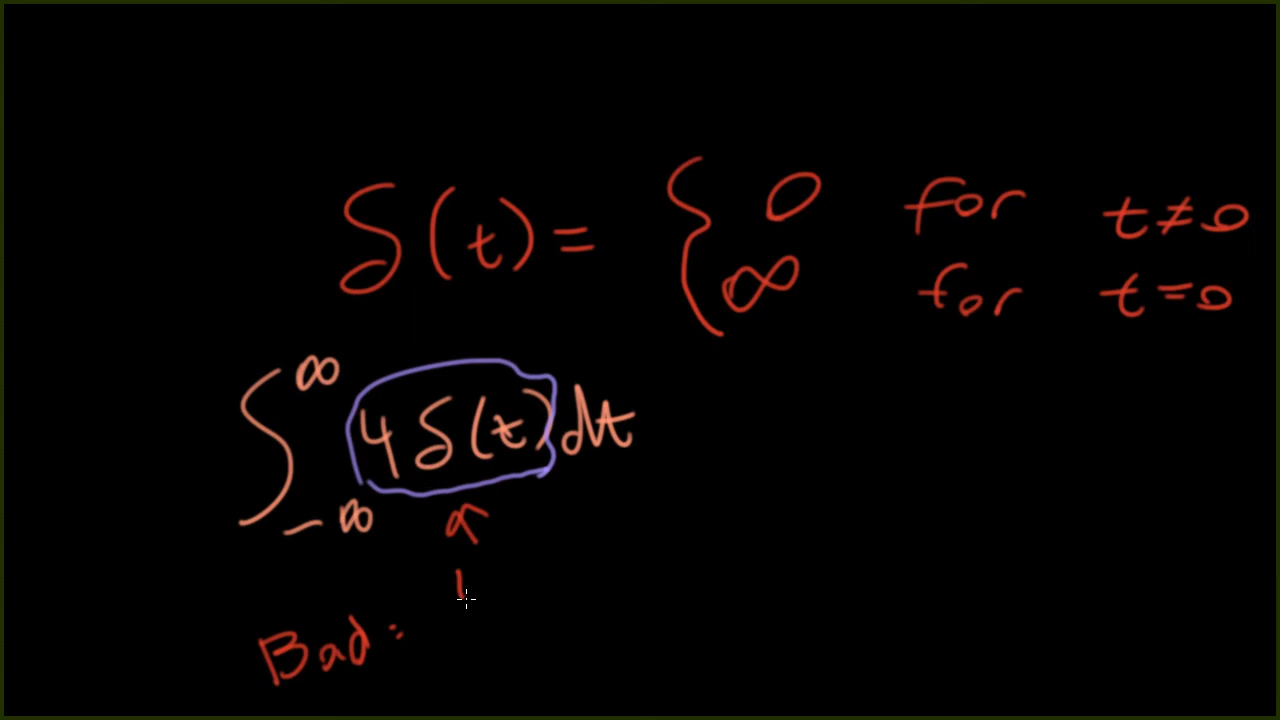 δ(t) = { 0 for t≠0
∞ for t=0
∫_{-∞}^{∞} 4δ(t) dt
Bad: